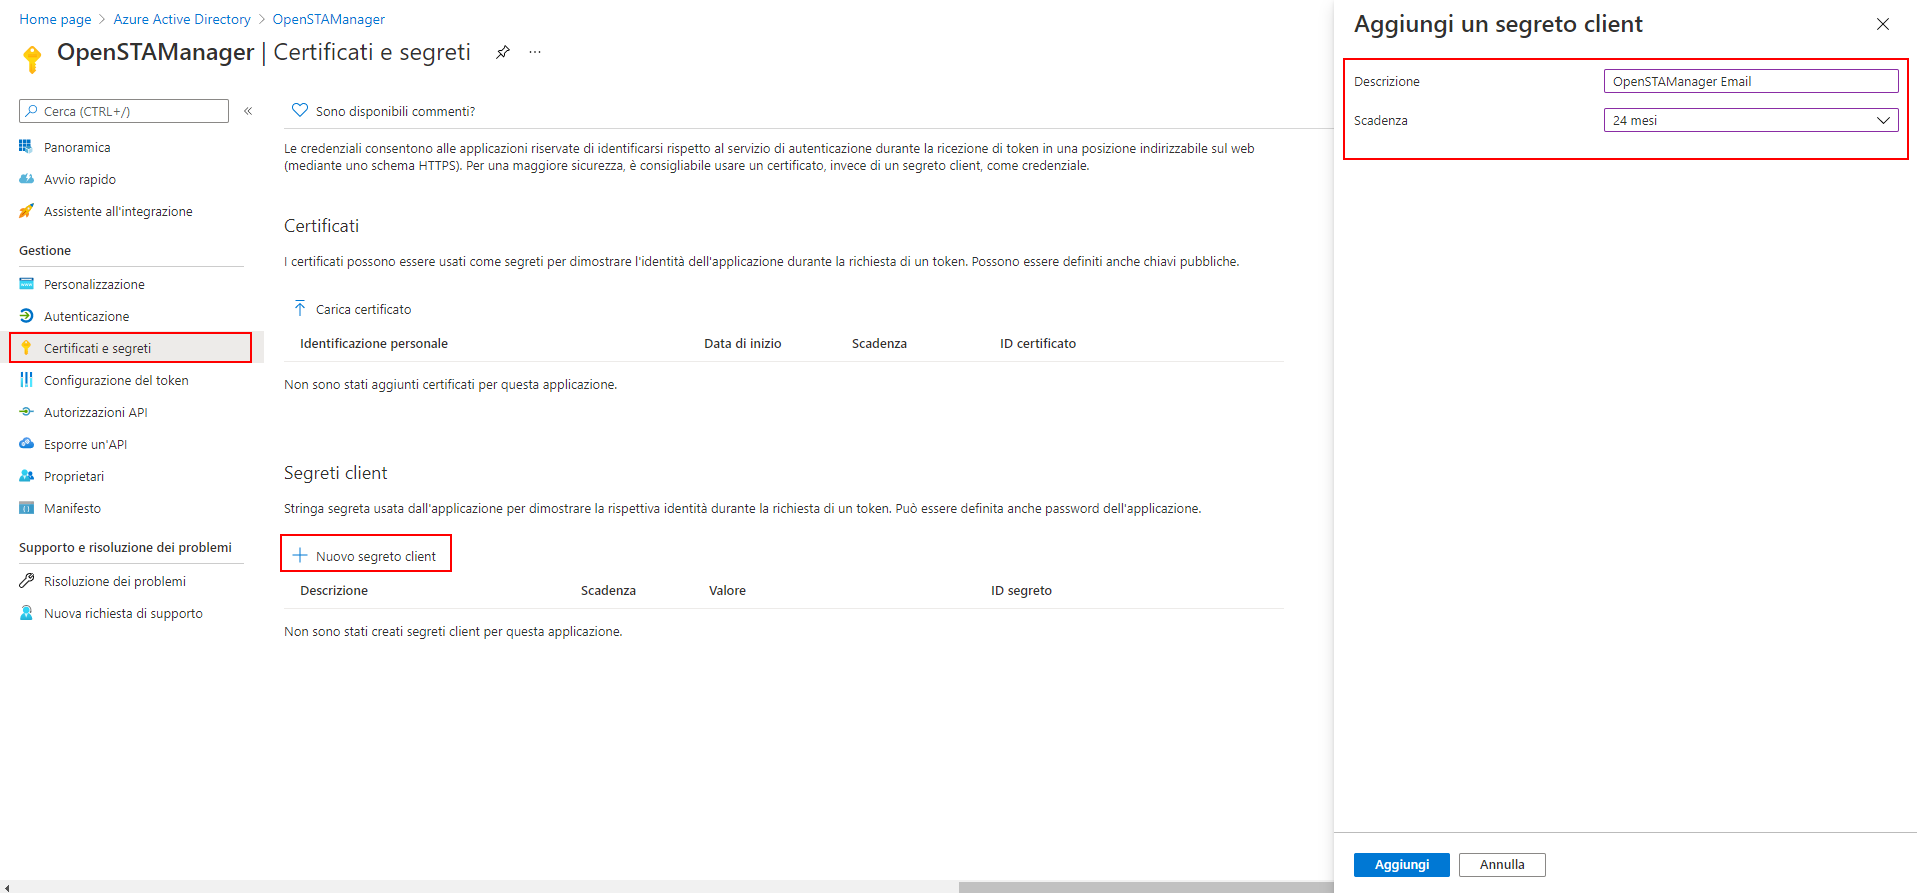 Home page > Azure Active Directory > OpenSTAManager
OpenSTAManager | Certificati e segreti ...
Cerca (CTRL+/) «
Panoramica
Avvio rapido
Assistente all'integrazione
Gestione
Personalizzazione
Autenticazione
Certificati e segreti
Configurazione del token
Autorizzazioni API
Esporre un'API
Proprietari
Manifesto
Supporto e risoluzione dei problemi
Risoluzione dei problemi
Nuova richiesta di supporto
Sono disponibili commenti?
Le credenziali consentono alle applicazioni riservate di identificarsi rispetto al servizio di autenticazione durante la ricezione di token in una posizione indirizzabile sul web
(mediante uno schema HTTPS). Per una maggiore sicurezza, è consigliabile usare un certificato, invece di un segreto client, come credenziale.
Certificati
I certificati possono essere usati come segreti per dimostrare l'identità dell'applicazione durante la richiesta di un token. Possono essere definiti anche chiavi pubbliche.
Carica certificato
Identificazione personale Data di inizio Scadenza ID certificato
Non sono stati aggiunti certificati per questa applicazione.
Segreti client
Stringa segreta usata dall'applicazione per dimostrare la rispettiva identità durante la richiesta di un token. Può essere definita anche password dell'applicazione.
Nuovo segreto client
Descrizione Scadenza Valore ID segreto
Non sono stati creati segreti client per questa applicazione.
Aggiungi un segreto client
Descrizione OpenSTAManager Email
Scadenza 24 mesi
Aggiungi Annulla